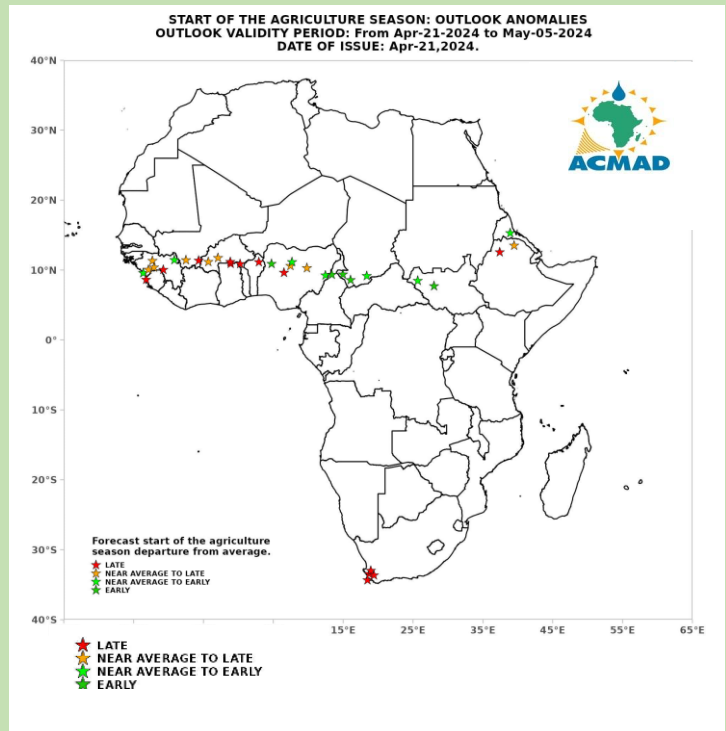 START OF THE AGRICULTURE SEASON: OUTLOOK ANOMALIES
OUTLOOK VALIDITY PERIOD: From Apr-21-2024 to May-05-2024
DATE OF ISSUE: Apr-21,2024.
40°N
30°N
ACMAD
20°N
10°N
0°
10°S
20°S
30°S
Forecast start of the agriculture
season departure from average.
LATE
NEAR AVERAGE TO LATE
NEAR AVERAGE TO EARLY
EARLY
40°S
15°E 25°E 35°E 45°E 55°E 65°E
LATE
NEAR AVERAGE TO LATE
NEAR AVERAGE TO EARLY
EARLY